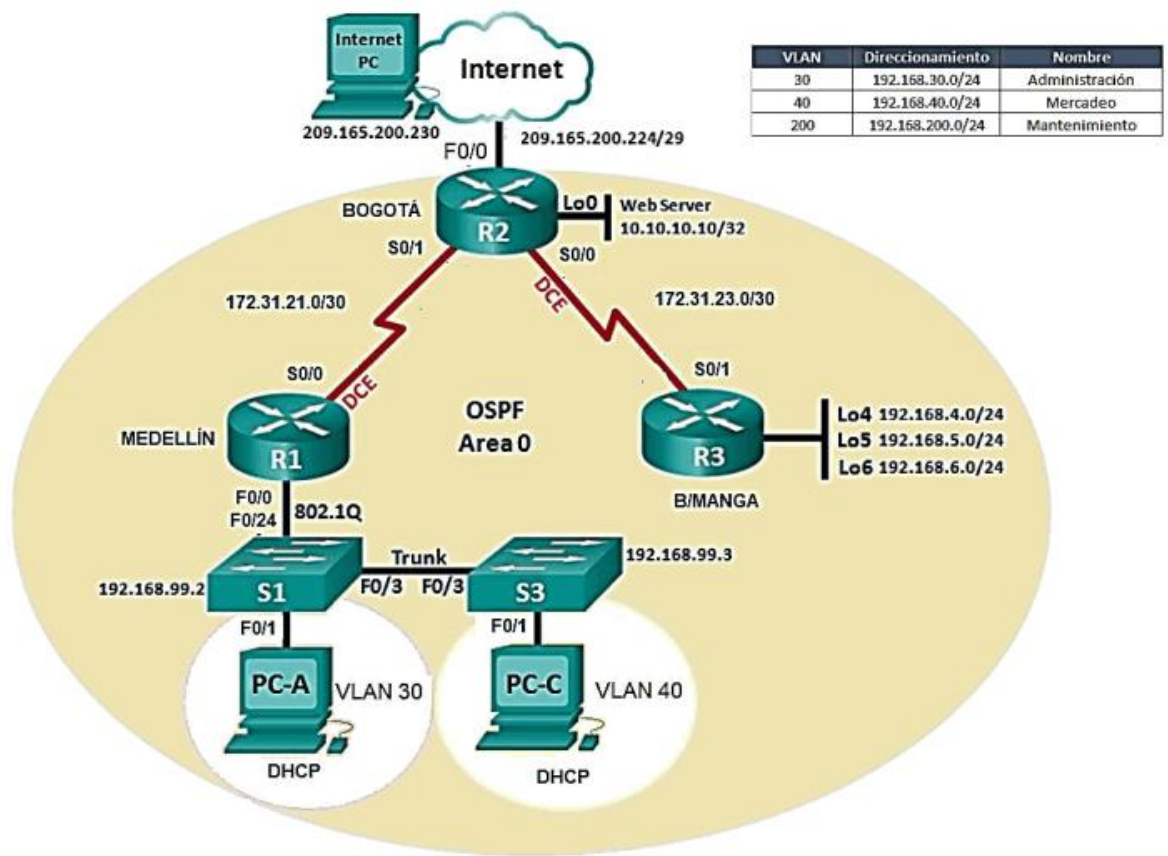 Internet PC
Internet
209.165.200.230
209.165.200.224/29
F0/0
VLAN Direccionamiento Nombre
30 192.168.30.0/24 Administración
40 192.168.40.0/24 Mercadeo
200 192.168.200.0/24 Mantenimiento
BOGOTÁ
R2
Lo0
Web Server
10.10.10.10/32
S0/1
S0/0
DCE
172.31.21.0/30
172.31.23.0/30
S0/0
DCE
S0/1
OSPF
Area 0
MEDELLÍN
R1
R3
B/MANGA
Lo4 192.168.4.0/24
Lo5 192.168.5.0/24
Lo6 192.168.6.0/24
F0/0
F0/24
802.1Q
Trunk
192.168.99.3
192.168.99.2
S1
F0/3
F0/3
S3
F0/1
F0/1
PC-A
VLAN 30
PC-C
VLAN 40
DHCP
DHCP